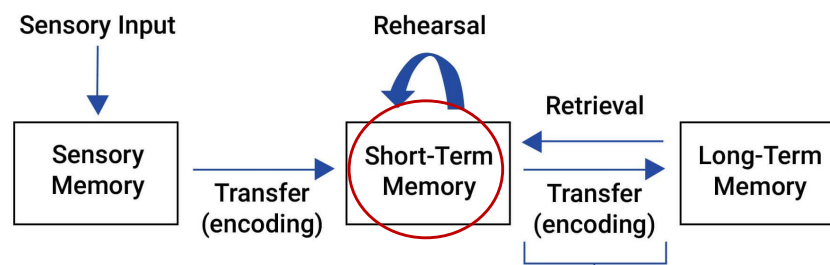 Sensory Input
Rehearsal
Retrieval
Sensory
Memory
Transfer
(encoding)
Short-Term
Memory
Transfer
(encoding)
Long-Term
Memory